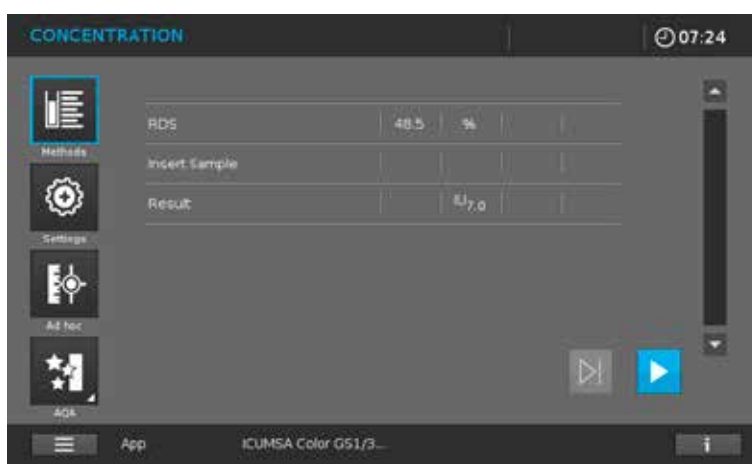 CONCENTRATION 07:24
Methods
RDS 48.5 %
Insert Sample
Result IU7.0
Settings
Ad hoc
AQA
App ICUMSA Color GS1/3...
i